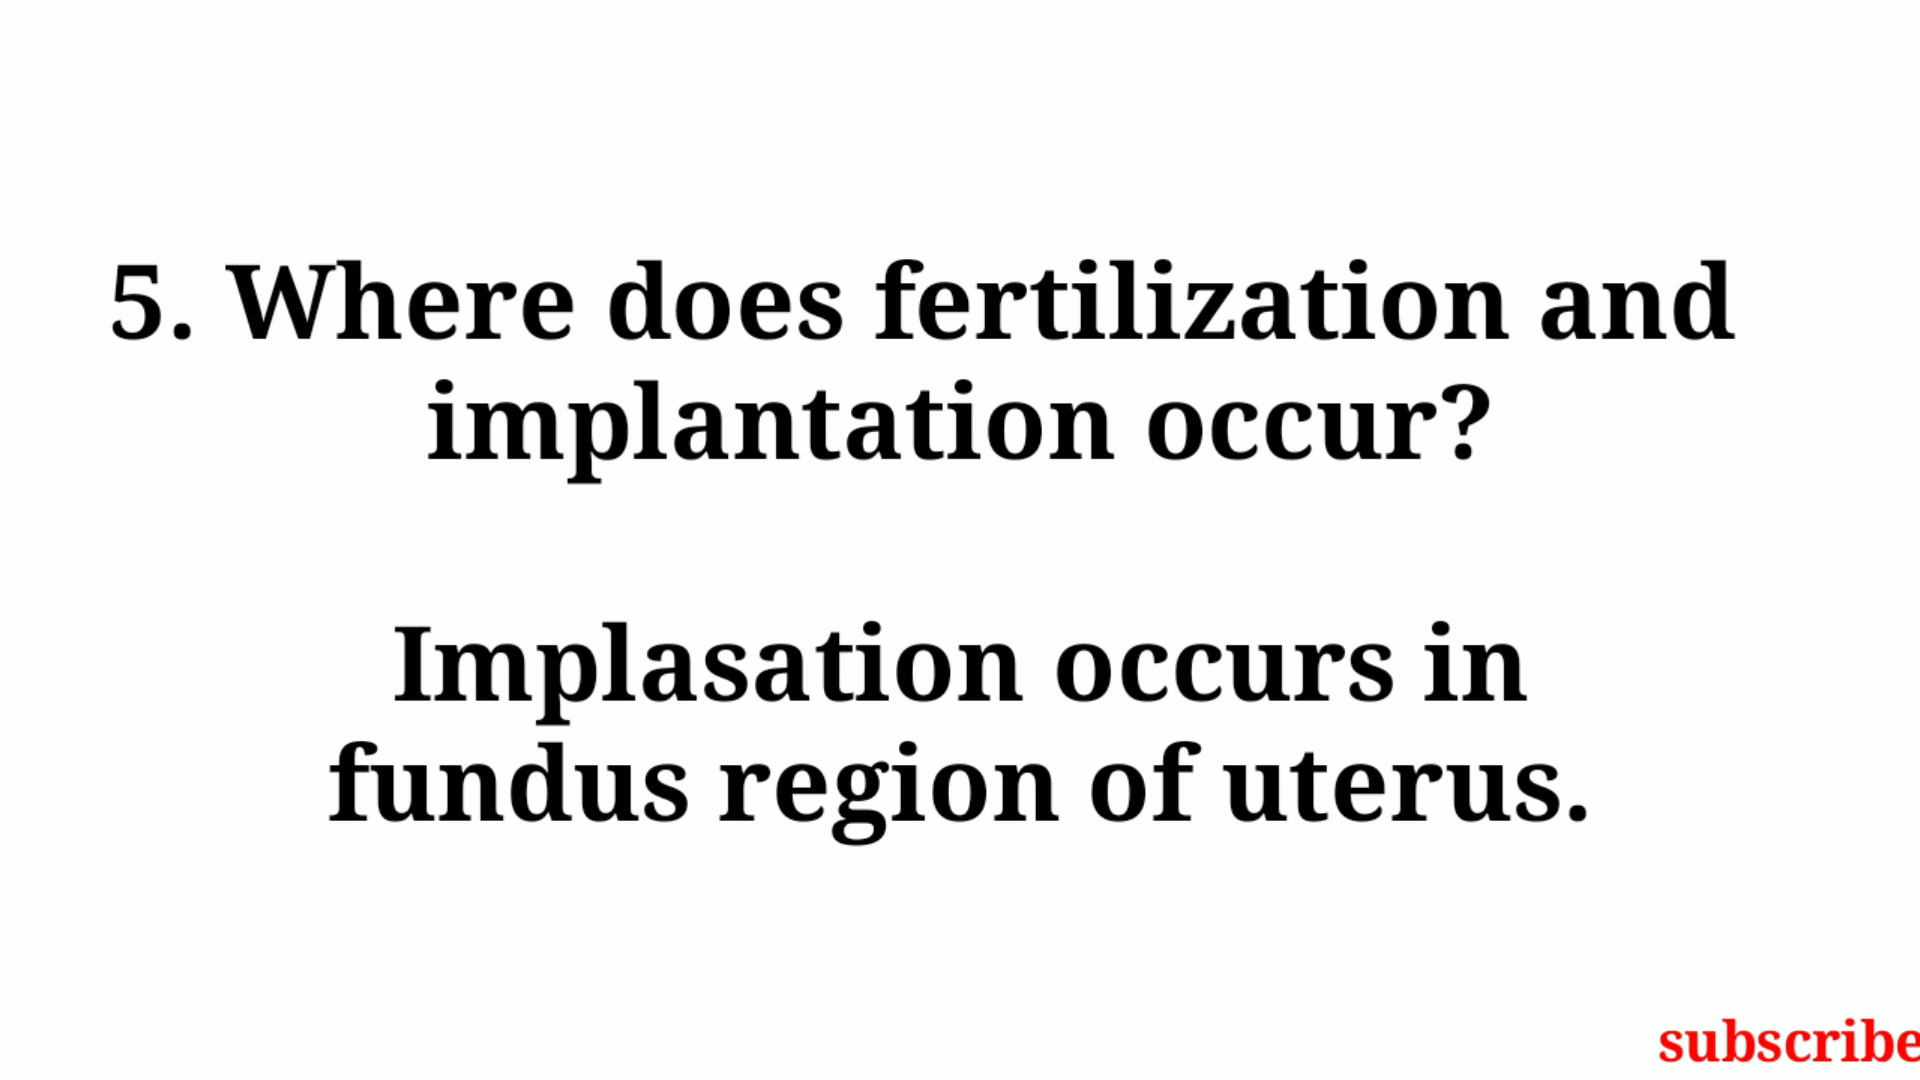 5. Where does fertilization and
implantation occur?
Implasation occurs in
fundus region of uterus.
subscribe